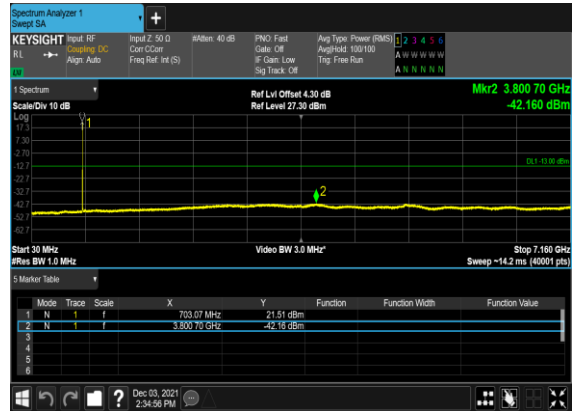 Spectrum Analyzer 1
Swept SA
+
KEYSIGHT Input: RF Input Z: 50 Ω #Atten: 40 dB PNO: Fast Avg Type: Power (RMS) 1 2 3 4 5 6
RL Coupling: DC Corr CCorr Gate: Off Avg|Hold: 100/100 A W W W W W
Align: Auto Freq Ref: Int (S) IF Gain: Low Trig: Free Run
LW Sig Track: Off A N N N N N
1 Spectrum Ref Lvl Offset 4.30 dB Mkr2 3.800 70 GHz
Scale/Div 10 dB Ref Level 27.30 dBm -42.160 dBm
Log
17.3
1
7.30
-2.70
-12.7
DL1 -13.00 dBm
-22.7
-32.7
2
-42.7
-52.7
-62.7
Start 30 MHz Video BW 3.0 MHz* Stop 7.160 GHz
#Res BW 1.0 MHz Sweep ~14.2 ms (40001 pts)
5 Marker Table
Mode Trace Scale X Y Function Function Width Function Value
1 N 1 f 703.07 MHz 21.51 dBm
2 N 1 f 3.800 70 GHz -42.16 dBm
3
4
5
6
? Dec 03, 2021
2:34:56 PM